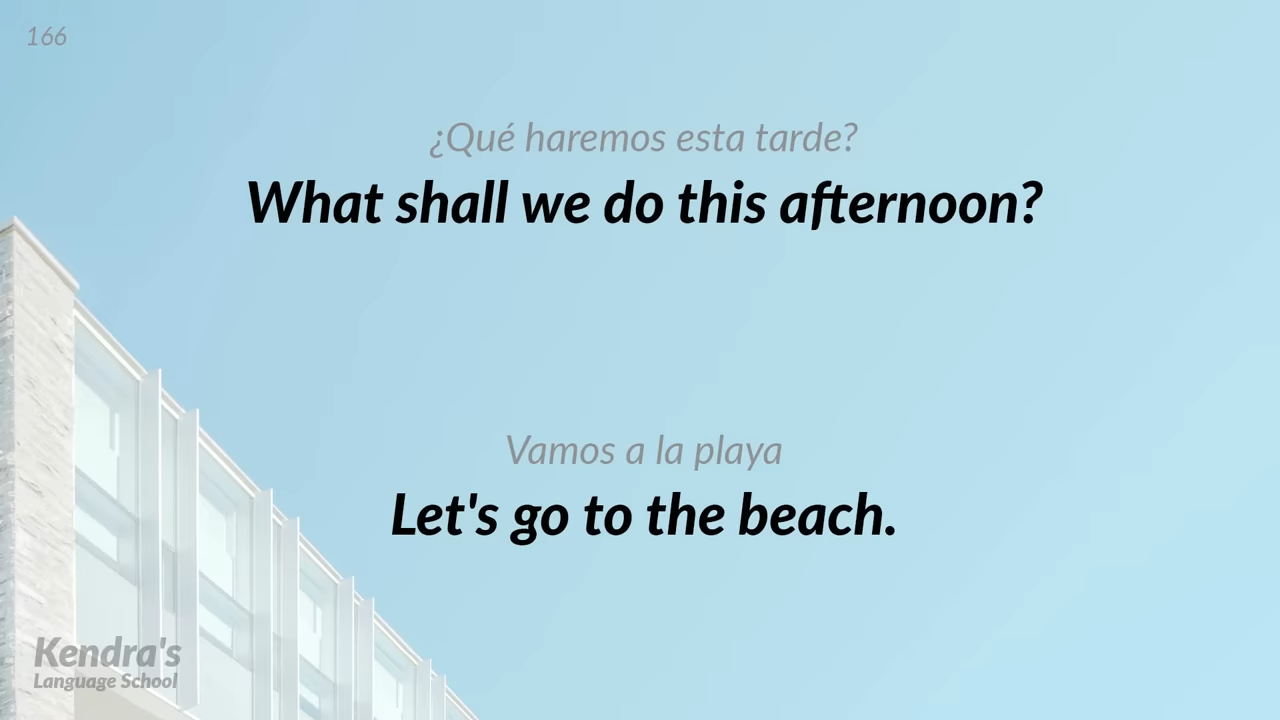 166
¿Qué haremos esta tarde?
What shall we do this afternoon?
Vamos a la playa
Let's go to the beach.
Kendra's
Language School